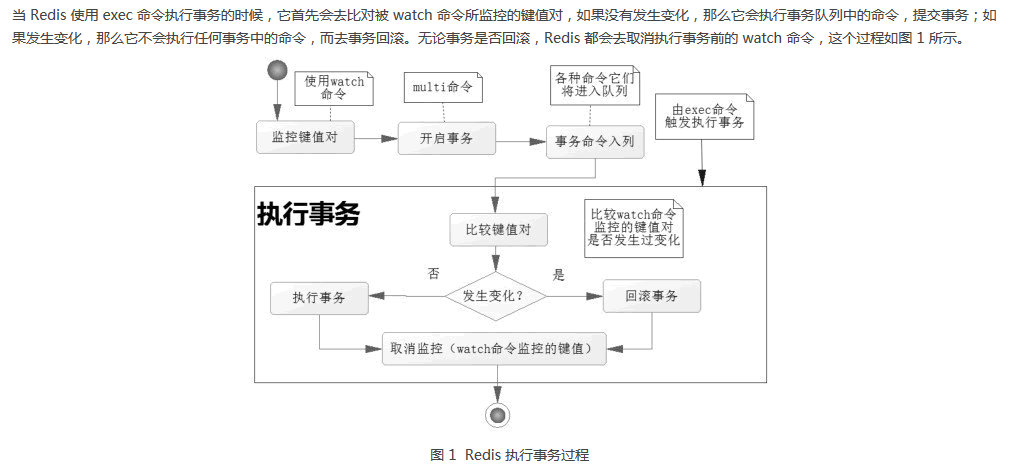 当 Redis 使用 exec 命令执行事务的时候，它首先会去比对被 watch 命令所监控的键值对，如果没有发生变化，那么它会执行事务队列中的命令，提交事务；如
果发生变化，那么它不会执行任何事务中的命令，而去事务回滚。无论事务是否回滚，Redis 都会去取消执行事务前的 watch 命令，这个过程如图 1 所示。
使用watch
命令
multi命令
各种命令它们
将进入队列
由exec命令
触发执行事务
监控键值对
开启事务
事务命令入列
执行事务
比较键值对
比较watch命令
监控的键值对
是否发生过变化
否
是
执行事务
发生变化？
回滚事务
取消监控（watch命令监控的键值）
图 1 Redis 执行事务过程